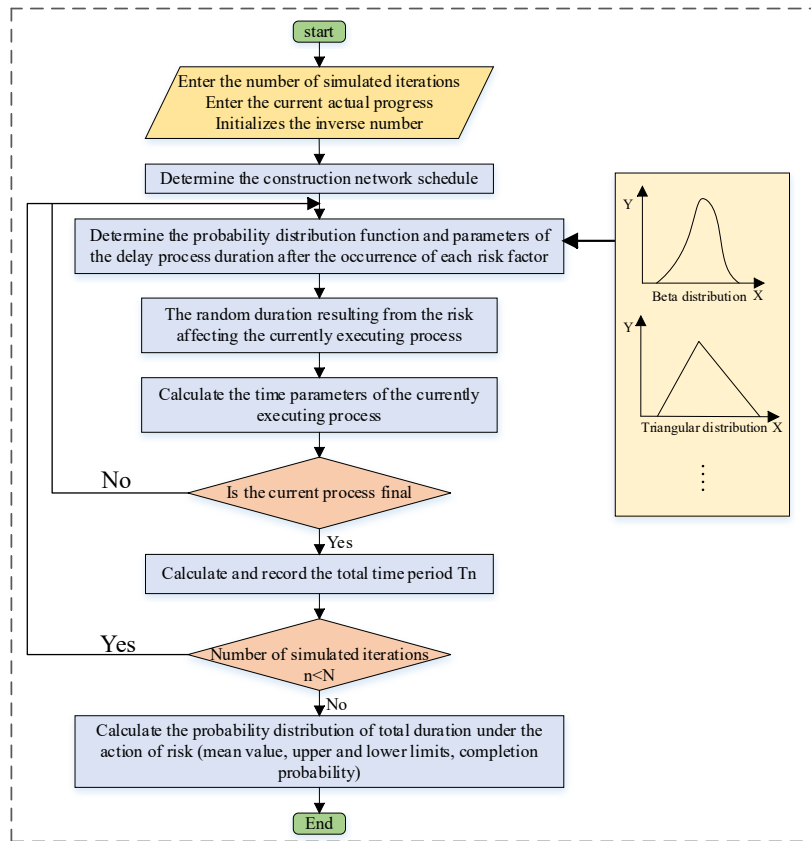 start
Enter the number of simulated iterations
Enter the current actual progress
Initializes the inverse number
Determine the construction network schedule
Determine the probability distribution function and parameters of
the delay process duration after the occurrence of each risk factor
Y
Beta distribution X
Y
Triangular distribution X
The random duration resulting from the risk
affecting the currently executing process
Calculate the time parameters of the currently
executing process
No
Is the current process final
Yes
Calculate and record the total time period Tn
Yes
Number of simulated iterations
n<N
No
Calculate the probability distribution of total duration under the
action of risk (mean value, upper and lower limits, completion
probability)
End